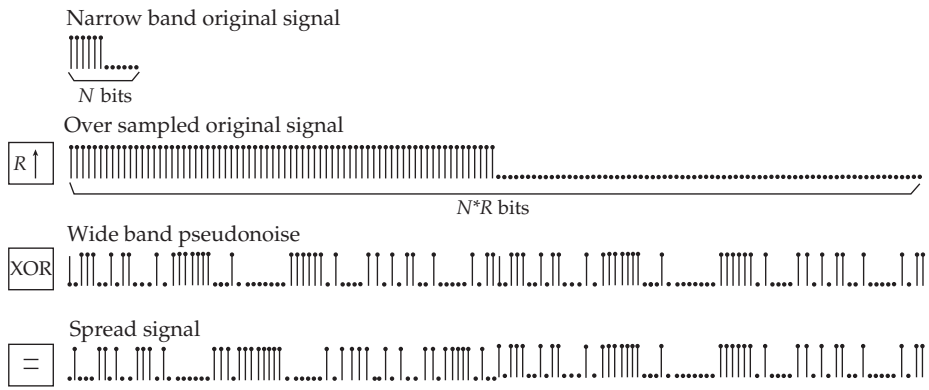 Narrow band original signal
N bits
Over sampled original signal
R ↑
N*R bits
Wide band pseudonoise
XOR
Spread signal
=